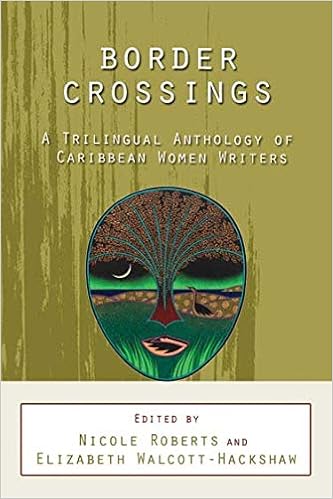 BORDER
CROSSINGS
A TRILINGUAL ANTHOLOGY OF
CARIBBEAN WOMEN WRITERS
EDITED BY
NICOLE ROBERTS AND
ELIZABETH WALCOTT-HACKSHAW